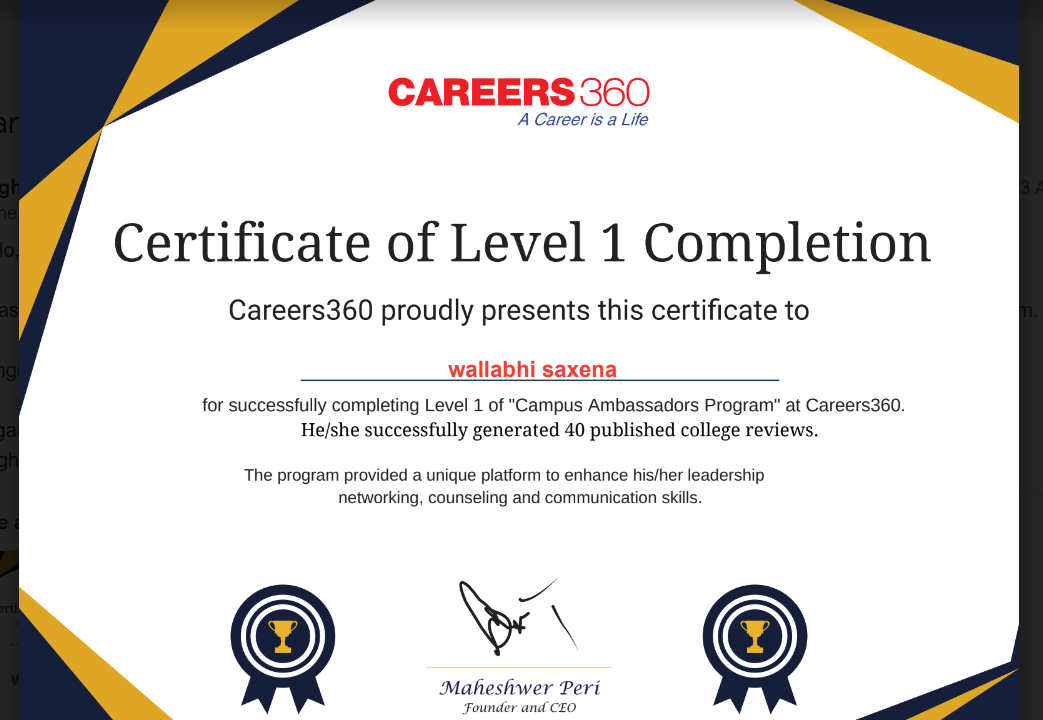 CAREERS360
A Career is a Life
Certificate of Level 1 Completion
Careers360 proudly presents this certificate to
wallabhi saxena
for successfully completing Level 1 of "Campus Ambassadors Program" at Careers360.
He/she successfully generated 40 published college reviews.
The program provided a unique platform to enhance his/her leadership
networking, counseling and communication skills.
Maheshwer Peri
Founder and CEO